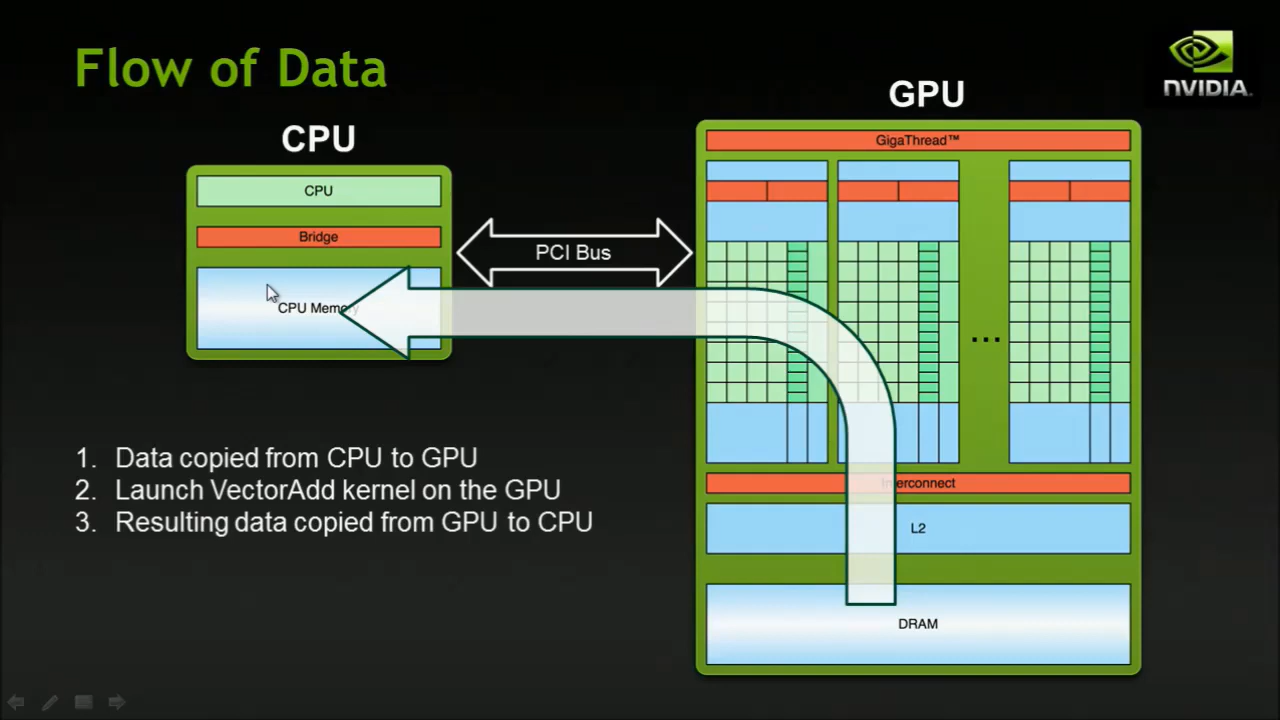 Flow of Data
NVIDIA.
CPU
GPU
CPU
Bridge
CPU Memory
PCI Bus
GigaThread™
...
Interconnect
L2
DRAM
1. Data copied from CPU to GPU
2. Launch VectorAdd kernel on the GPU
3. Resulting data copied from GPU to CPU